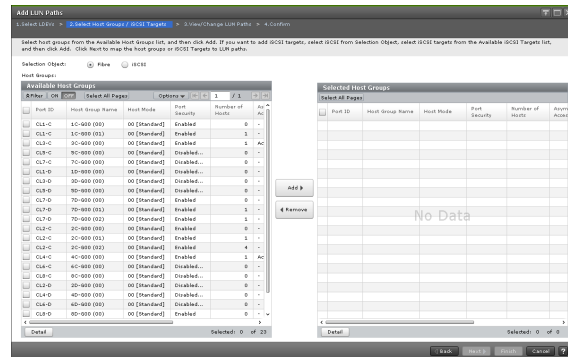 Add LUN Paths
1.Select LDEVs > 2.Select Host Groups / iSCSI Targets > 3.View/Change LUN Paths > 4.Confirm
Select host groups from the Available Host Groups list, and then click Add. If you want to add iSCSI targets, select iSCSI from Selection Object, select iSCSI targets from the Available iSCSI Targets list,
and then click Add. Click Next to map the host groups or iSCSI Targets to LUN paths.
Selection Object: Fibre iSCSI
Host Groups:
Available Host Groups
Filter ON OFF Select All Pages Options 1 / 1
Port ID Host Group Name Host Mode Port Security Number of Hosts
CL1-C 1C-G00 (00) 00 [Standard] Enabled 0 -
CL1-C 1C-G00 (01) 00 [Standard] Enabled 1 -
CL3-C 3C-G00 (00) 00 [Standard] Enabled 1 Ac
CL5-C 5C-G00 (00) 00 [Standard] Disabled... 0 -
CL7-C 7C-G00 (00) 00 [Standard] Disabled... 0 -
CL1-D 1D-G00 (00) 00 [Standard] Disabled... 0 -
CL3-D 3D-G00 (00) 00 [Standard] Disabled... 0 -
CL5-D 5D-G00 (00) 00 [Standard] Disabled... 0 -
CL7-D 7D-G00 (00) 00 [Standard] Enabled 0 -
CL7-D 7D-G00 (01) 00 [Standard] Enabled 1 -
CL7-D 7D-G00 (02) 00 [Standard] Enabled 1 -
CL2-C 2C-G00 (00) 00 [Standard] Enabled 0 -
CL2-C 2C-G00 (01) 00 [Standard] Enabled 1 -
CL2-C 2C-G00 (02) 00 [Standard] Enabled 4 -
CL4-C 4C-G00 (00) 00 [Standard] Enabled 1 Ac
CL6-C 6C-G00 (00) 00 [Standard] Disabled... 0 -
CL8-C 8C-G00 (00) 00 [Standard] Disabled... 0 -
CL2-D 2D-G00 (00) 00 [Standard] Disabled... 0 -
CL4-D 4D-G00 (00) 00 [Standard] Disabled... 0 -
CL6-D 6D-G00 (00) 00 [Standard] Disabled... 0 -
CL8-D 8D-G00 (00) 00 [Standard] Enabled 0 -
Detail Selected: 0 of 23
Add
Remove
Selected Host Groups
Select All Pages
Port ID Host Group Name Host Mode Port Security Number of Hosts Asym Acces
No Data
Detail Selected: 0 of 0
Back Next Finish Cancel ?